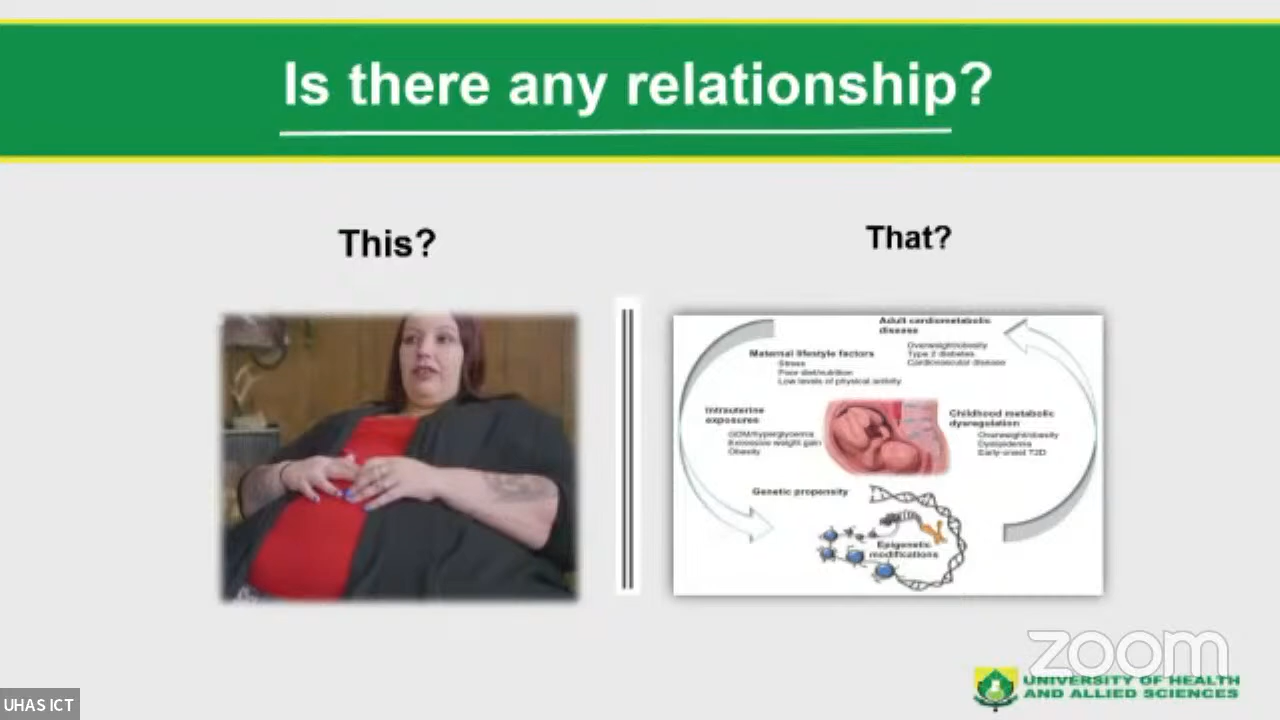 Is there any relationship?
This?
That?
Adult cardiometabolic
disease
Overweight/obesity
Type 2 diabetes
Cardiovascular disease
Maternal lifestyle factors
Stress
Poor diet/nutrition
Low levels of physical activity
Intrauterine
exposures
GDM/hyperglycemia
Excessive weight gain
Obesity
Childhood metabolic
dysregulation
Overweight/obesity
Dyslipidemia
Early-onset T2D
Genetic propensity
Epigenetic
modifications
zoom
UNIVERSITY OF HEALTH
AND ALLIED SCIENCES
UHAS ICT